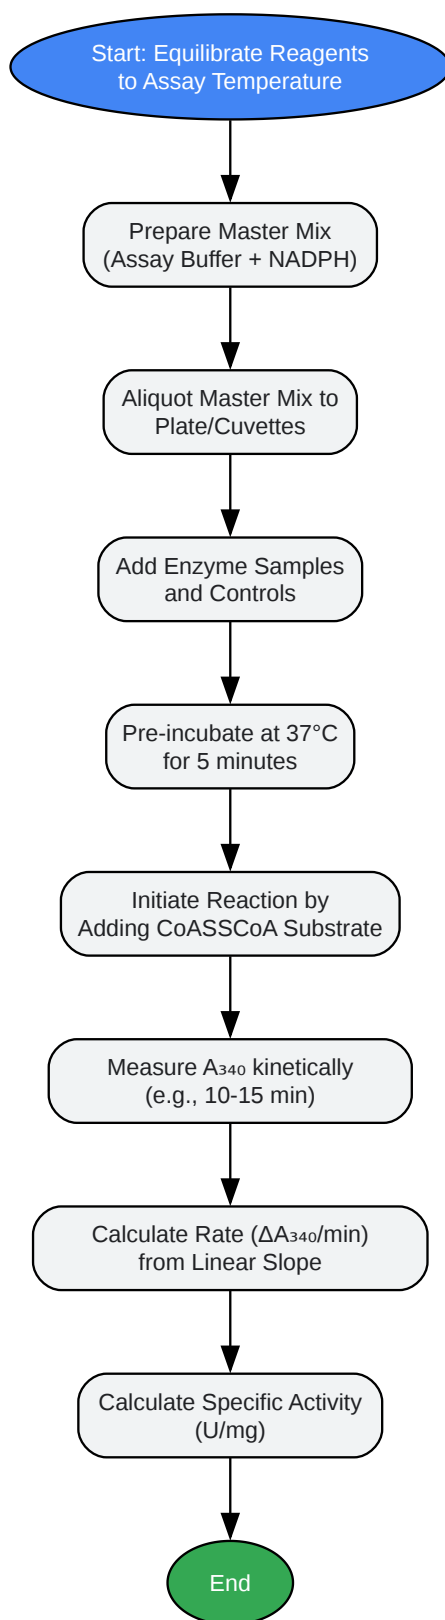 Start: Equilibrate Reagents
to Assay Temperature
Prepare Master Mix
(Assay Buffer + NADPH)
Aliquot Master Mix to
Plate/Cuvettes
Add Enzyme Samples
and Controls
Pre-incubate at 37°C
for 5 minutes
Initiate Reaction by
Adding CoASSCoA Substrate
Measure A₃₄₀ kinetically
(e.g., 10-15 min)
Calculate Rate (ΔA₃₄₀/min)
from Linear Slope
Calculate Specific Activity
(U/mg)
End